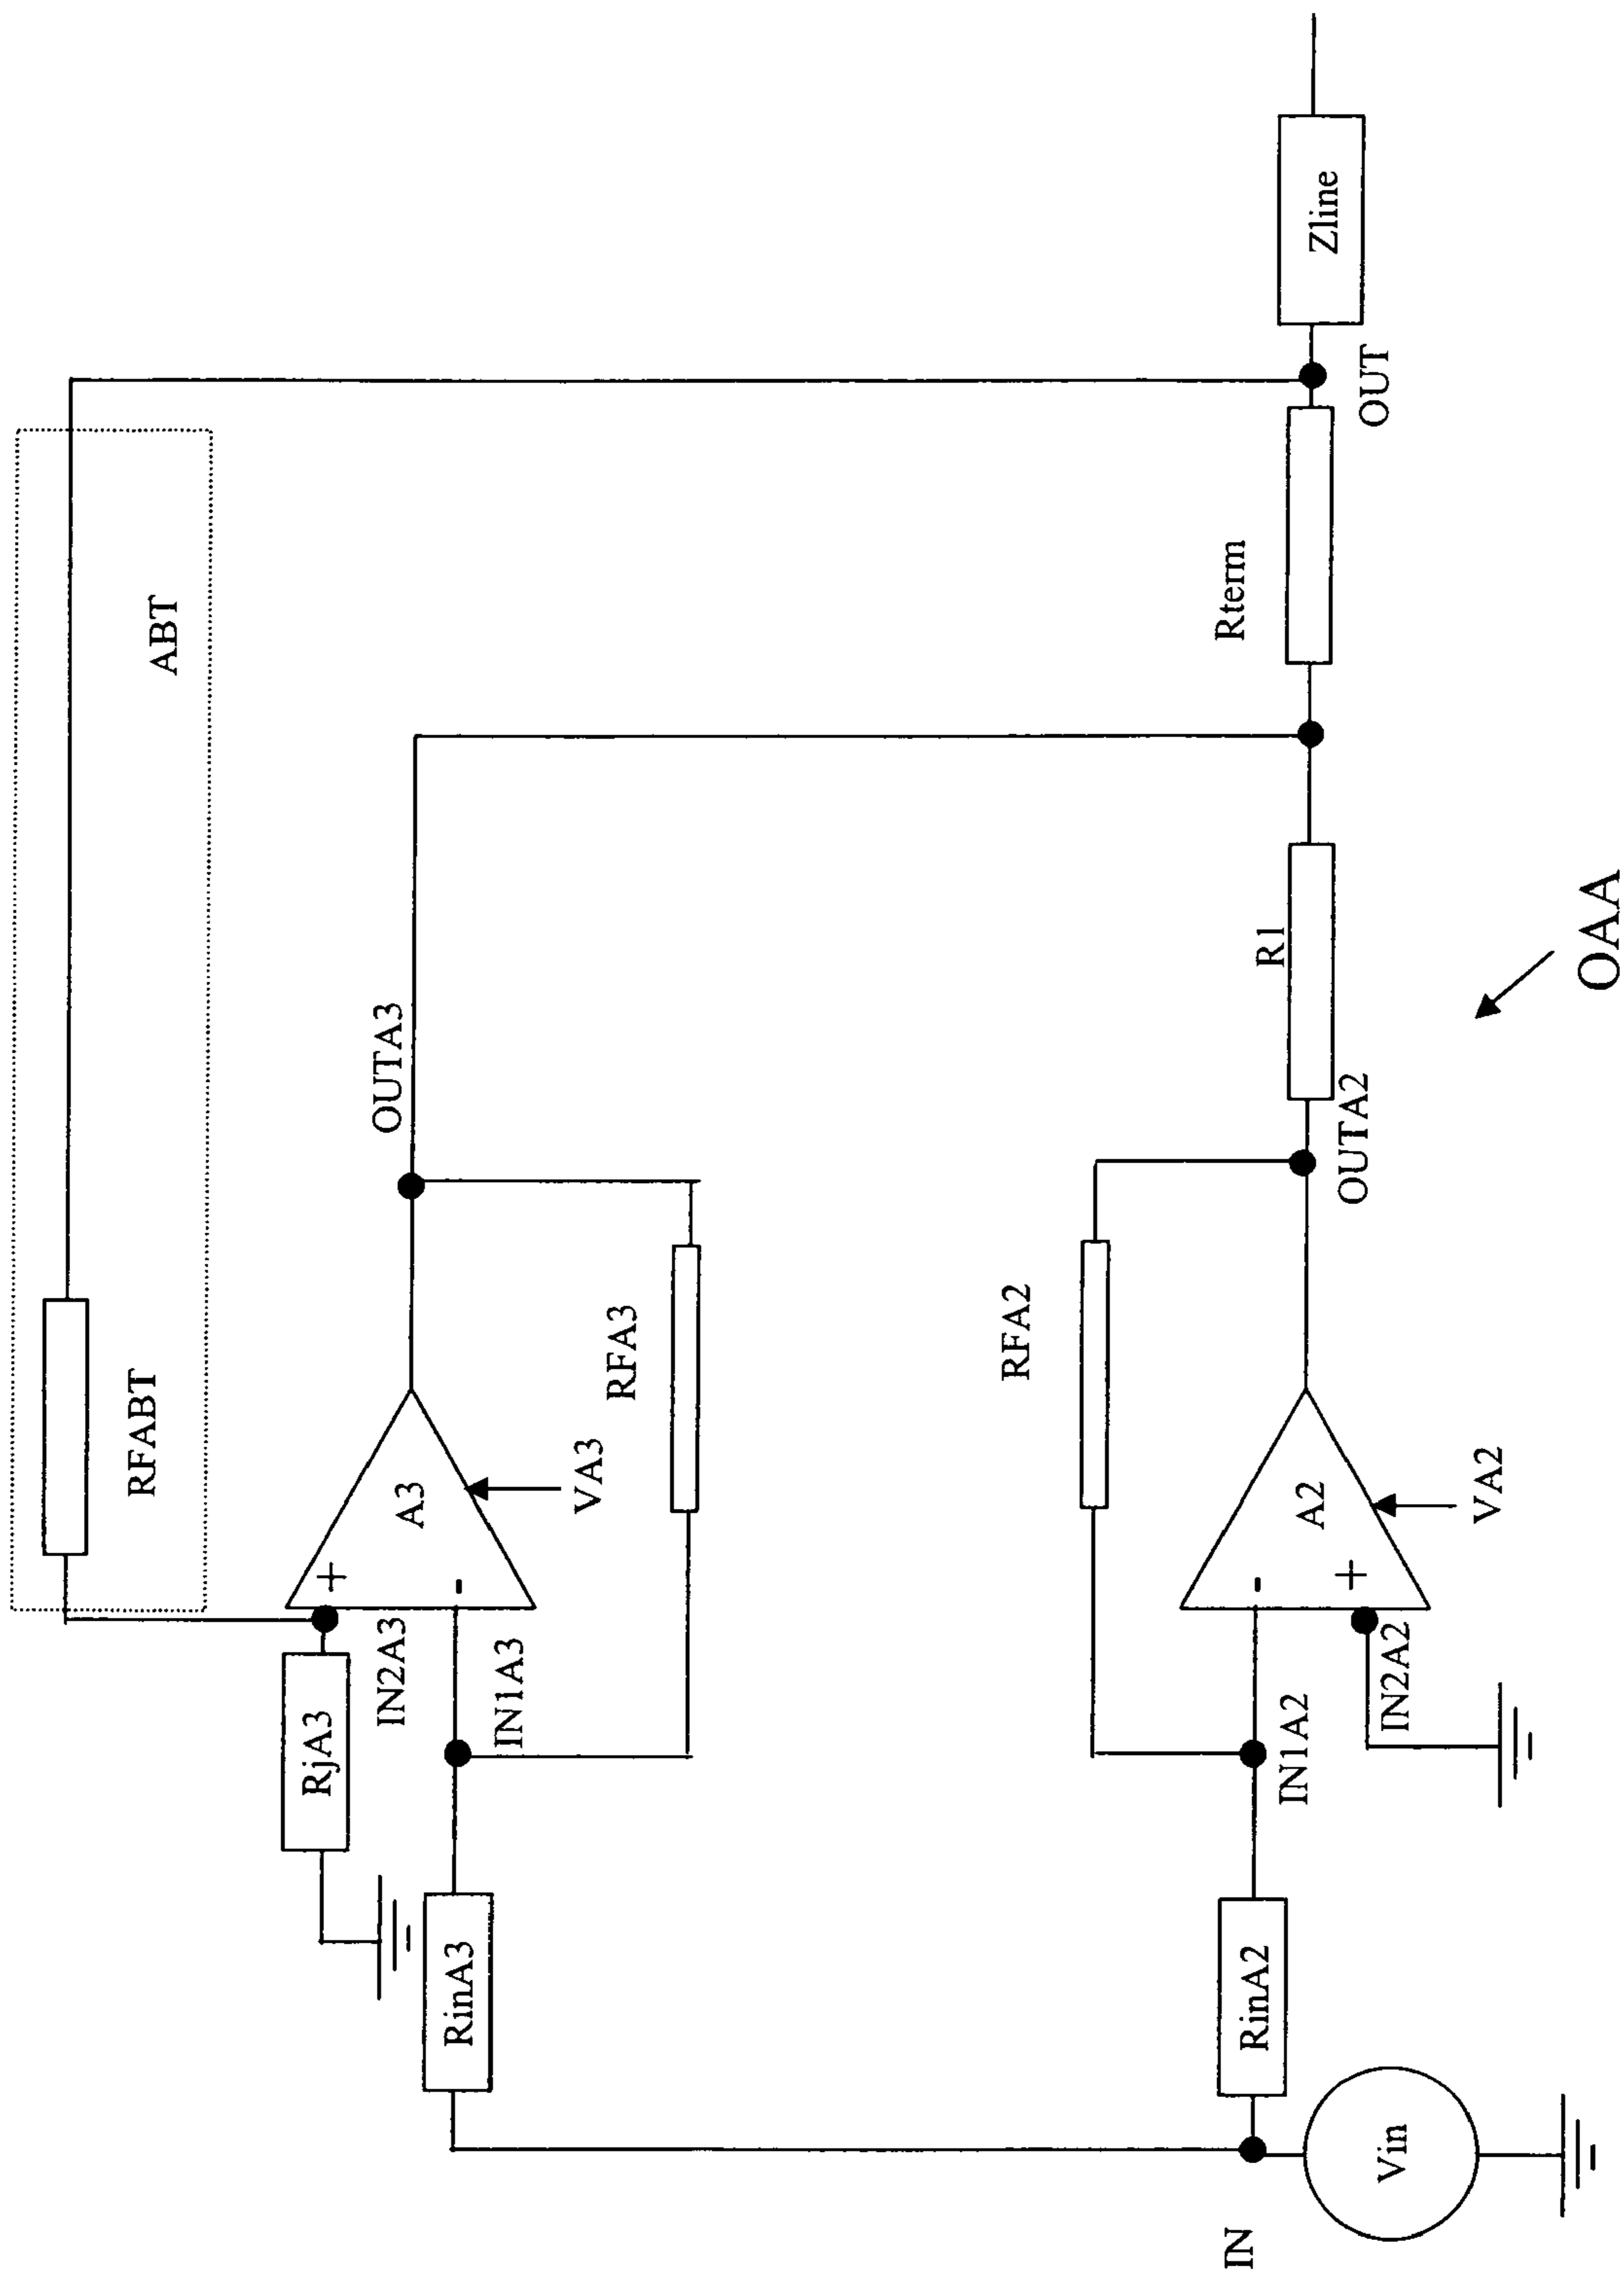 ABT
RFABT
RjA3
IN2A3
+
-
A3
OUTA3
RinA3
IN1A3
VA3
RFA3
RFA2
Rterm
Zline
RinA2
IN1A2
-
+
A2
IN2A2
VA2
OUTA2
R1
OUT
IN
Vin
OAA